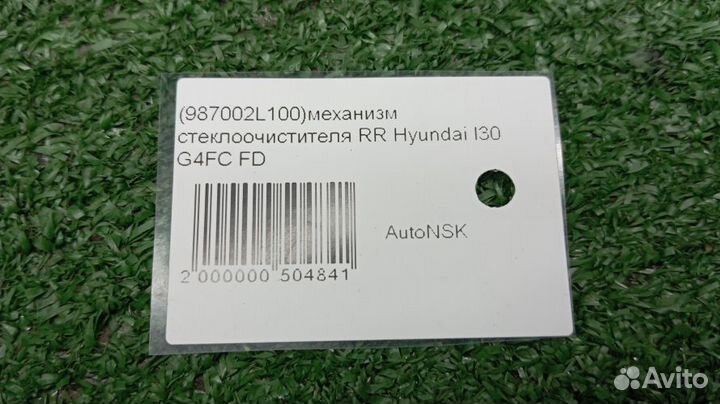 (987002L100)механизм
стеклоочистителя RR Hyundai I30
G4FC FD
AutoNSK
2 000000 504841
Avito